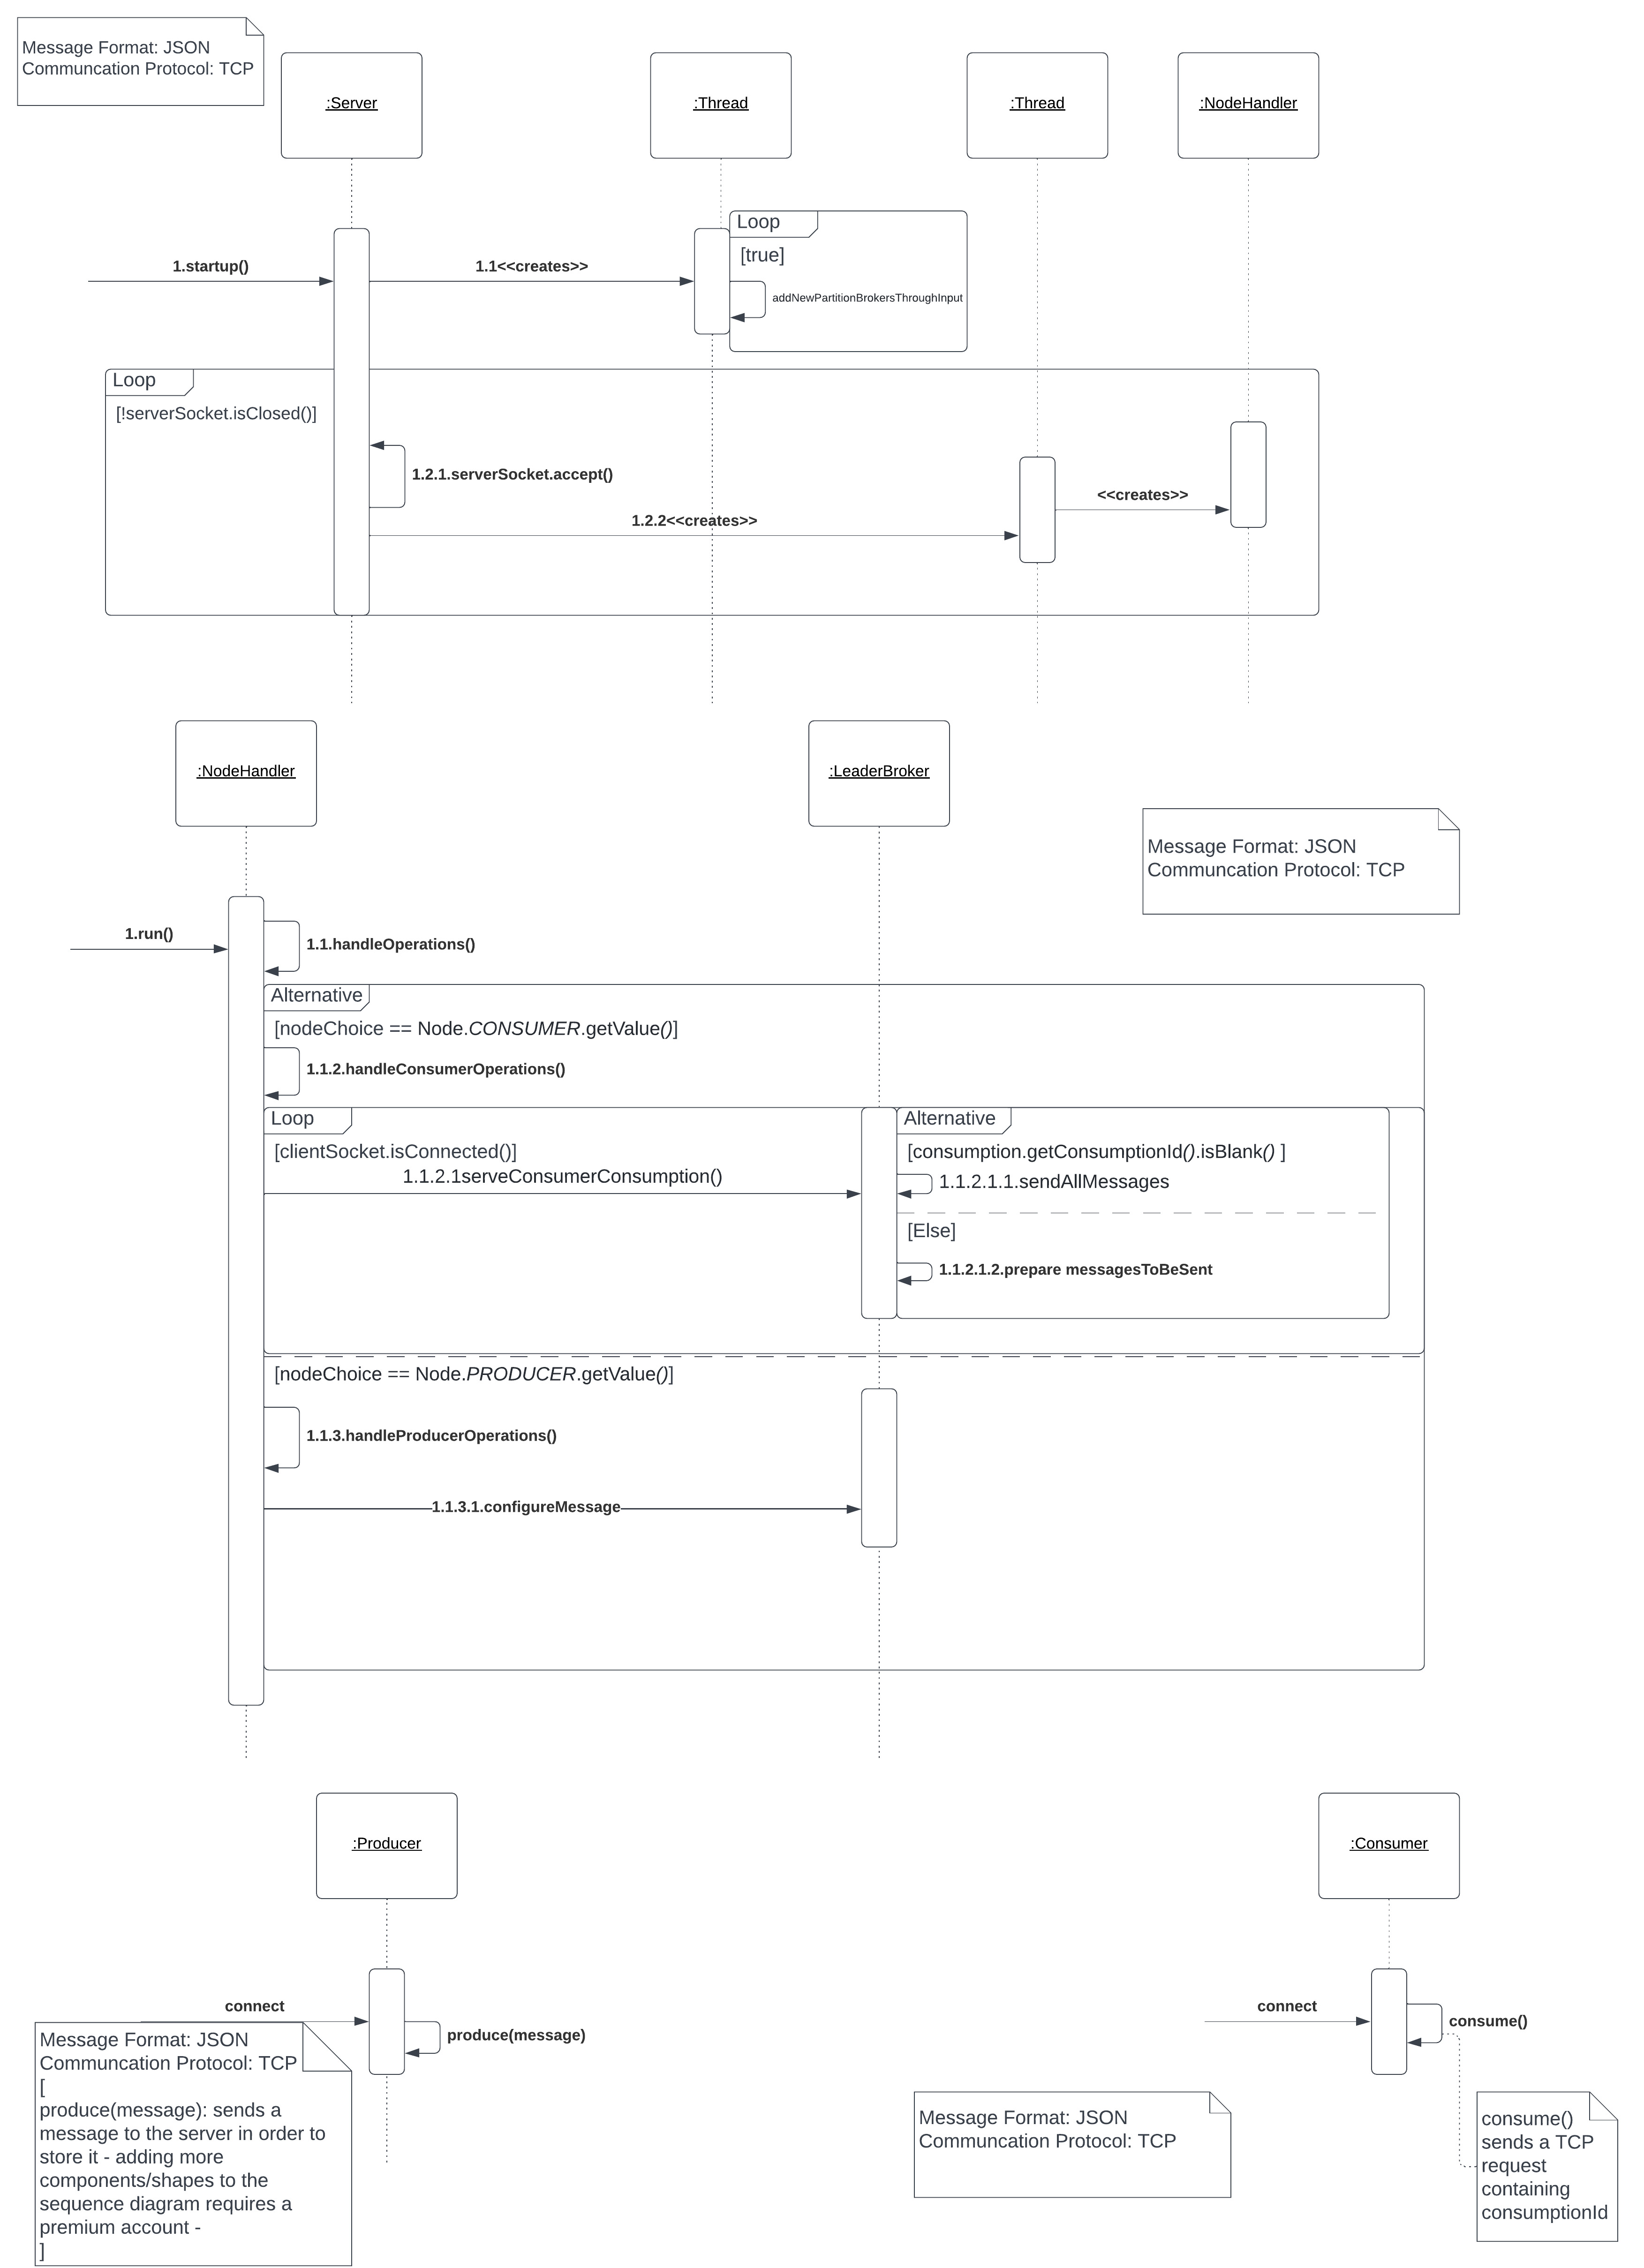 Message Format: JSON
Communcation Protocol: TCP
:Server
:Thread
:Thread
:NodeHandler
Loop
[true]
1.startup()
1.1<<creates>>
addNewPartitionBrokersThroughInput
Loop
[!serverSocket.isClosed()]
1.2.1.serverSocket.accept()
<<creates>>
1.2.2<<creates>>
:NodeHandler
:LeaderBroker
Message Format: JSON
Communcation Protocol: TCP
1.run()
1.1.handleOperations()
Alternative
[nodeChoice == Node.CONSUMER.getValue()]
1.1.2.handleConsumerOperations()
Loop
[clientSocket.isConnected()]
1.1.2.1serveConsumerConsumption()
Alternative
[consumption.getConsumptionId().isBlank() ]
1.1.2.1.1.sendAllMessages
[Else]
1.1.2.1.2.prepare messagesToBeSent
[nodeChoice == Node.PRODUCER.getValue()]
1.1.3.handleProducerOperations()
1.1.3.1.configureMessage
:Producer
:Consumer
connect
produce(message)
Message Format: JSON
Communcation Protocol: TCP
[
produce(message): sends a
message to the server in order to
store it - adding more
components/shapes to the
sequence diagram requires a
premium account -
]
connect
consume()
Message Format: JSON
Communcation Protocol: TCP
consume()
sends a TCP
request
containing
consumptionId